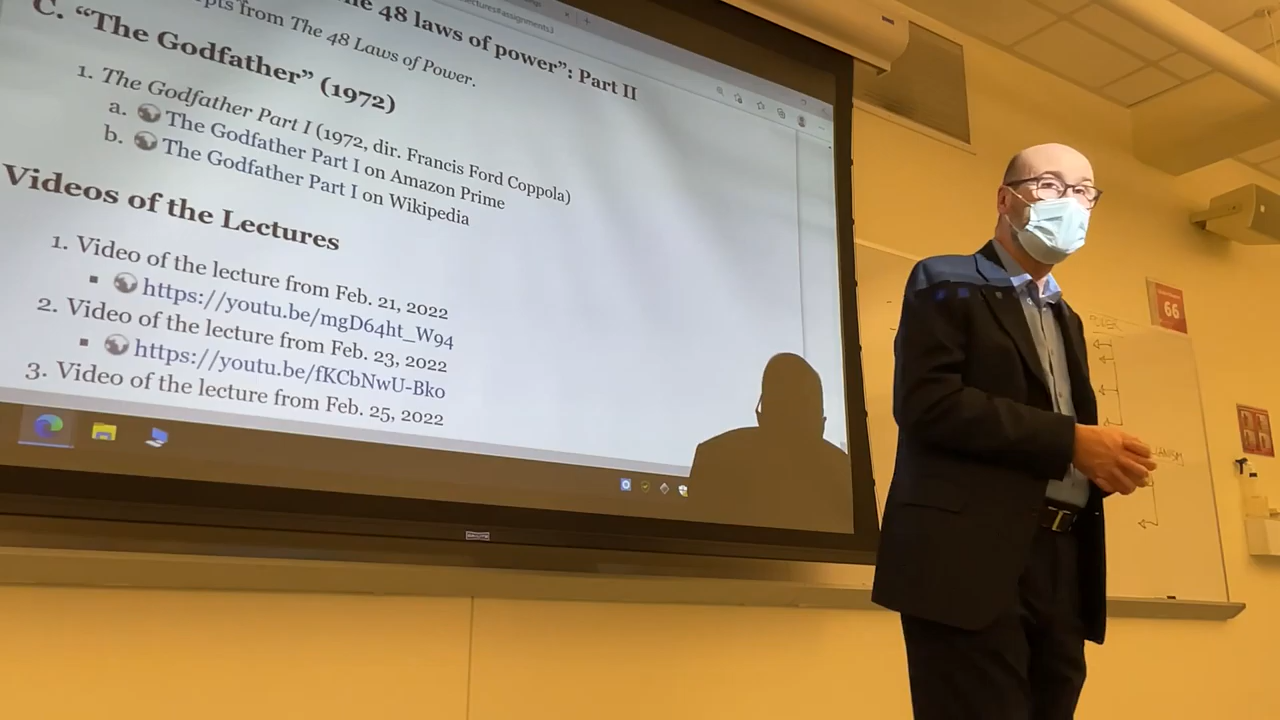 ectures#assignments3
he 48 laws of power”: Part II
pts from The 48 Laws of Power.
C. “The Godfather” (1972)
1. The Godfather Part I (1972, dir. Francis Ford Coppola)
a. The Godfather Part I on Amazon Prime
b. The Godfather Part I on Wikipedia
Videos of the Lectures
1. Video of the lecture from Feb. 21, 2022
▪ https://youtu.be/mgD64ht_W94
2. Video of the lecture from Feb. 23, 2022
▪ https://youtu.be/fKCbNwU-Bko
3. Video of the lecture from Feb. 25, 2022
66
POWER